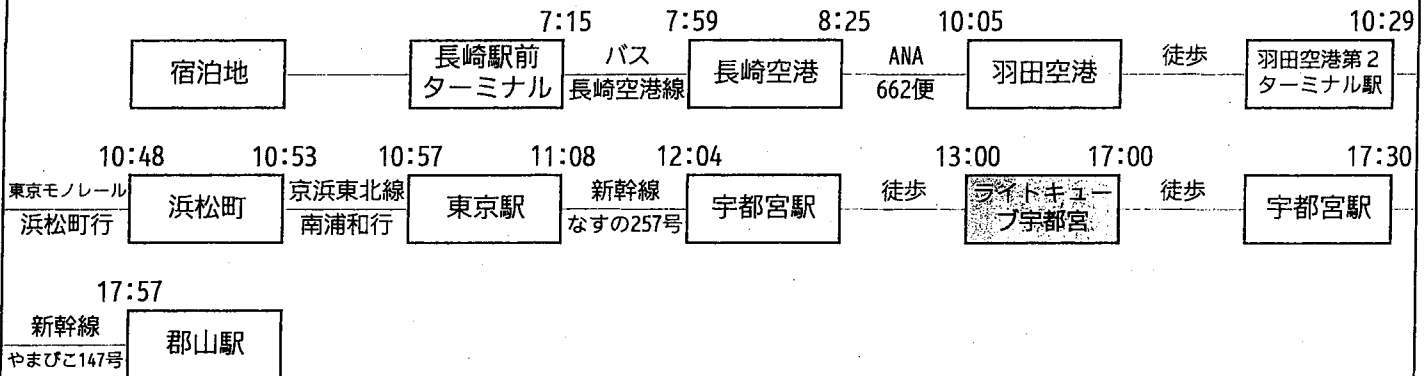 7:15 7:59 8:25 10:05 10:29
宿泊地 長崎駅前 バス 長崎空港 ANA 羽田空港 徒歩 羽田空港第2
ターミナル 長崎空港線 662便 ターミナル駅
10:48 10:53 10:57 11:08 12:04 13:00 17:00 17:30
東京モノレール 浜松町 京浜東北線 東京駅 新幹線 宇都宮駅 徒歩 ライトキュー 徒歩 宇都宮駅
浜松町行 南浦和行 なすの257号 ブ宇都宮
17:57
新幹線 郡山駅
やまびこ147号